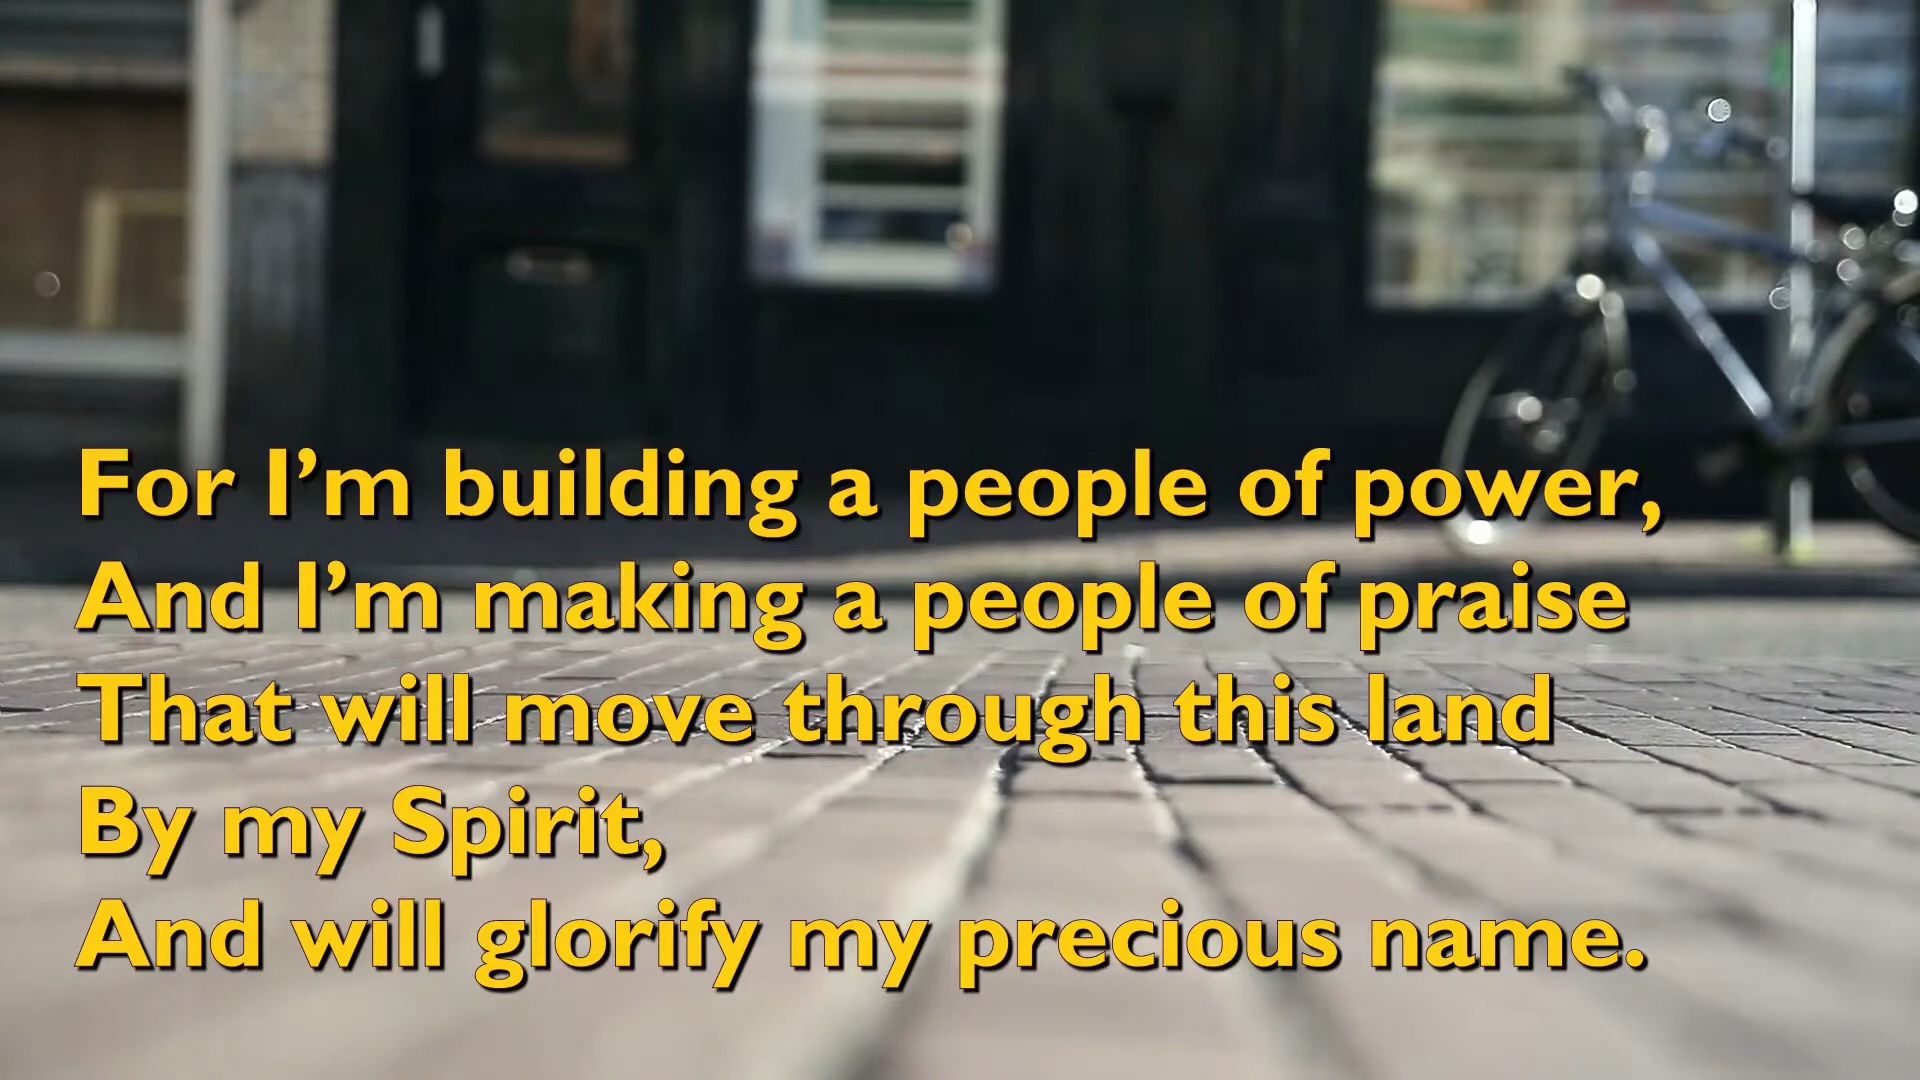 For I’m building a people of power,
And I’m making a people of praise
That will move through this land
By my Spirit,
And will glorify my precious name.